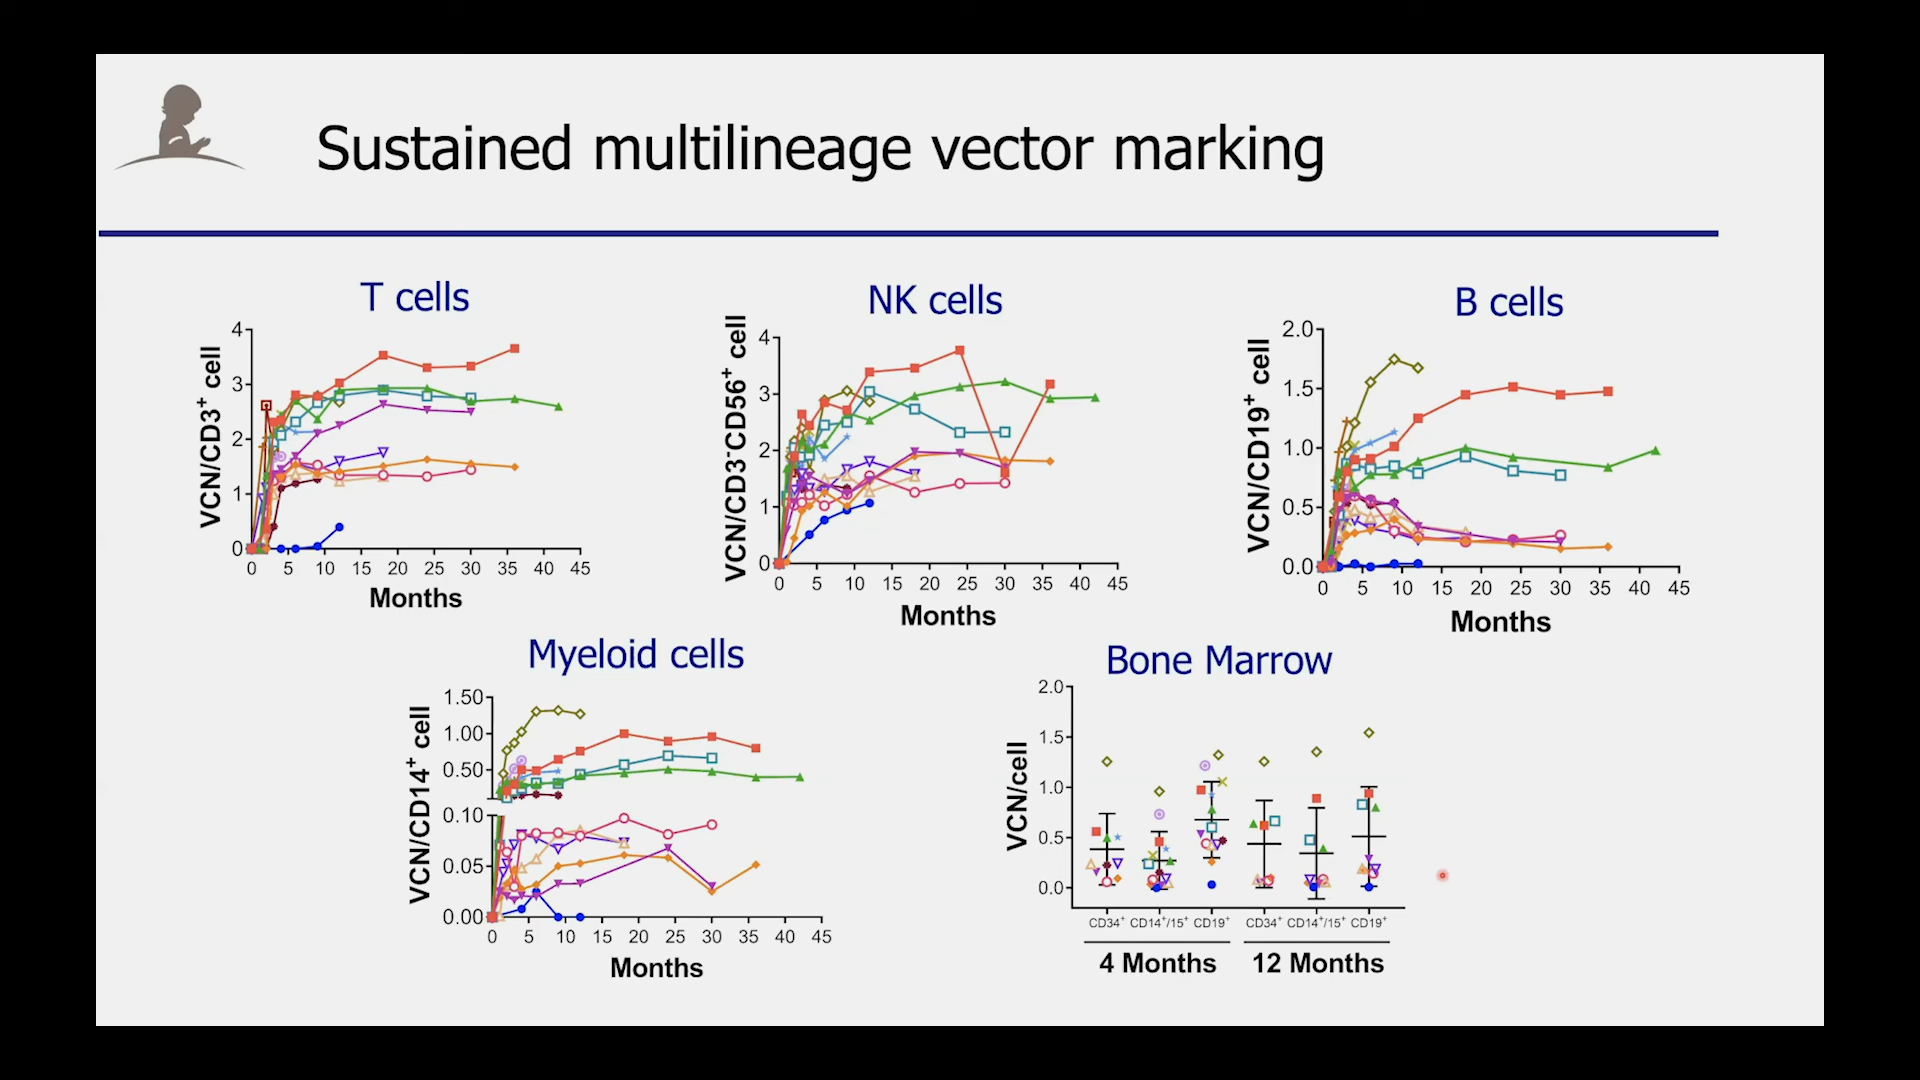 Sustained multilineage vector marking
T cells
VCN/CD3⁺ cell
4
3
2
1
0
0 5 10 15 20 25 30 35 40 45
Months
NK cells
VCN/CD3⁻CD56⁺ cell
4
3
2
1
0
0 5 10 15 20 25 30 35 40 45
Months
B cells
VCN/CD19⁺ cell
2.0
1.5
1.0
0.5
0.0
0 5 10 15 20 25 30 35 40 45
Months
Myeloid cells
VCN/CD14⁺ cell
1.50
1.00
0.50
0.10
0.05
0.00
0 5 10 15 20 25 30 35 40 45
Months
Bone Marrow
VCN/cell
2.0
1.5
1.0
0.5
0.0
CD34⁺ CD14⁺/15⁺ CD19⁺ CD34⁺ CD14⁺/15⁺ CD19⁺
4 Months 12 Months